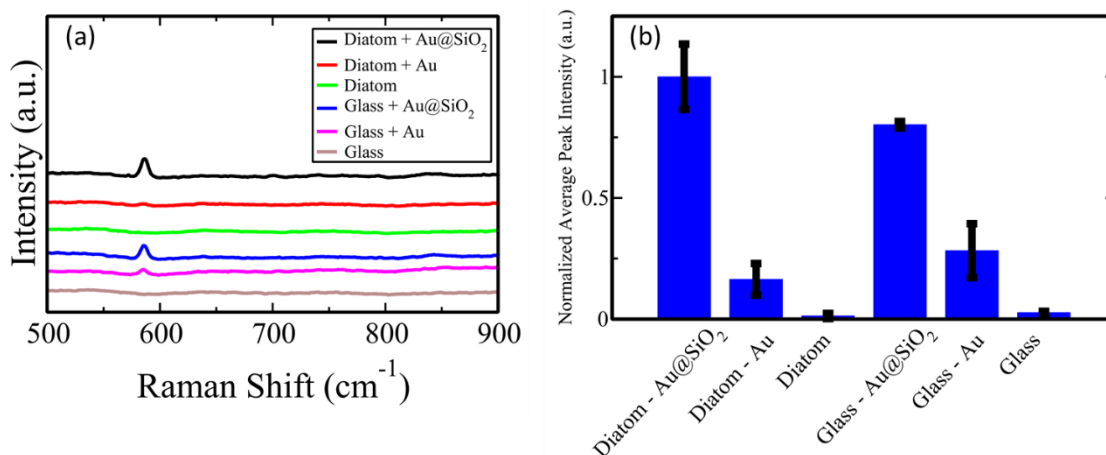 (a)
Diatom + Au@SiO₂
Diatom + Au
Diatom
Glass + Au@SiO₂
Glass + Au
Glass
Intensity (a.u.)
500 600 700 800 900
Raman Shift (cm⁻¹)
(b)
Normalized Average Peak Intensity (a.u.)
1
0.5
0
Diatom - Au@SiO₂
Diatom - Au
Diatom
Glass - Au@SiO₂
Glass - Au
Glass